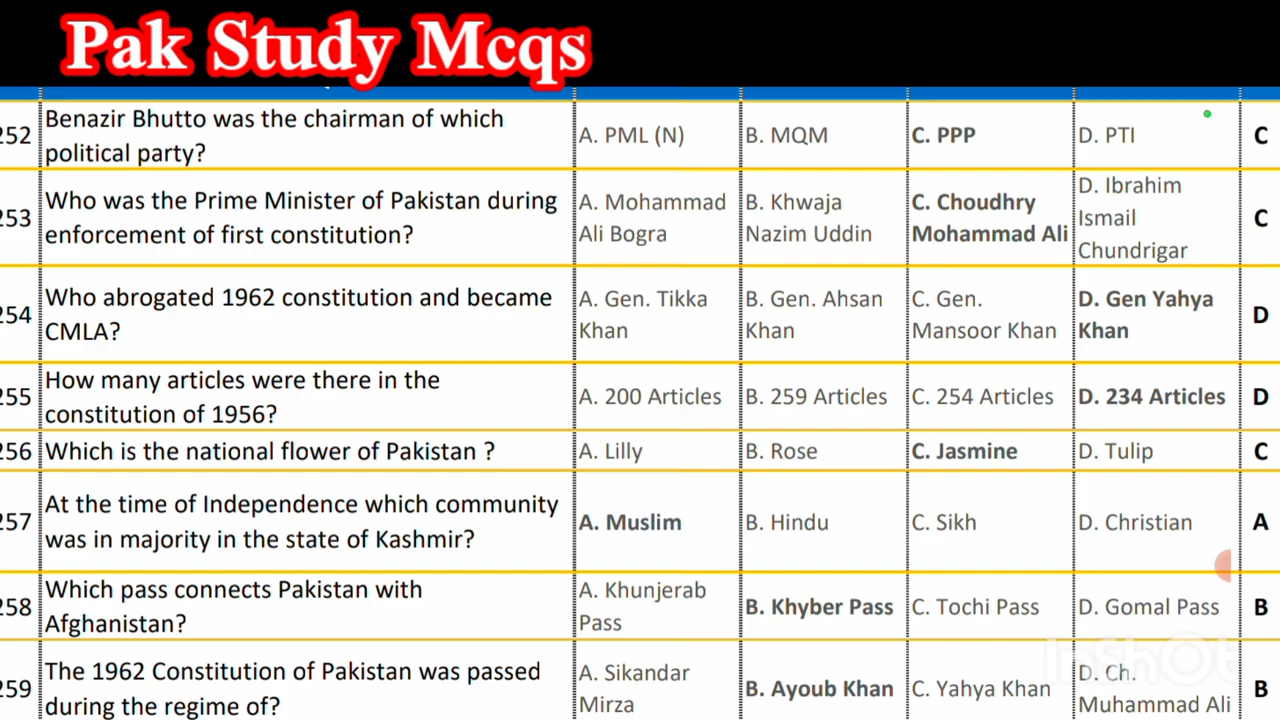 Pak Study Mcqs
252 Benazir Bhutto was the chairman of which political party? A. PML (N) B. MQM C. PPP D. PTI C
253 Who was the Prime Minister of Pakistan during enforcement of first constitution? A. Mohammad Ali Bogra B. Khwaja Nazim Uddin C. Choudhry Mohammad Ali D. Ibrahim Ismail Chundrigar C
254 Who abrogated 1962 constitution and became CMLA? A. Gen. Tikka Khan B. Gen. Ahsan Khan C. Gen. Mansoor Khan D. Gen Yahya Khan D
255 How many articles were there in the constitution of 1956? A. 200 Articles B. 259 Articles C. 254 Articles D. 234 Articles D
256 Which is the national flower of Pakistan ? A. Lilly B. Rose C. Jasmine D. Tulip C
257 At the time of Independence which community was in majority in the state of Kashmir? A. Muslim B. Hindu C. Sikh D. Christian A
258 Which pass connects Pakistan with Afghanistan? A. Khunjerab Pass B. Khyber Pass C. Tochi Pass D. Gomal Pass B
259 The 1962 Constitution of Pakistan was passed during the regime of? A. Sikandar Mirza B. Ayoub Khan C. Yahya Khan D. Ch. Muhammad Ali B
InShOt